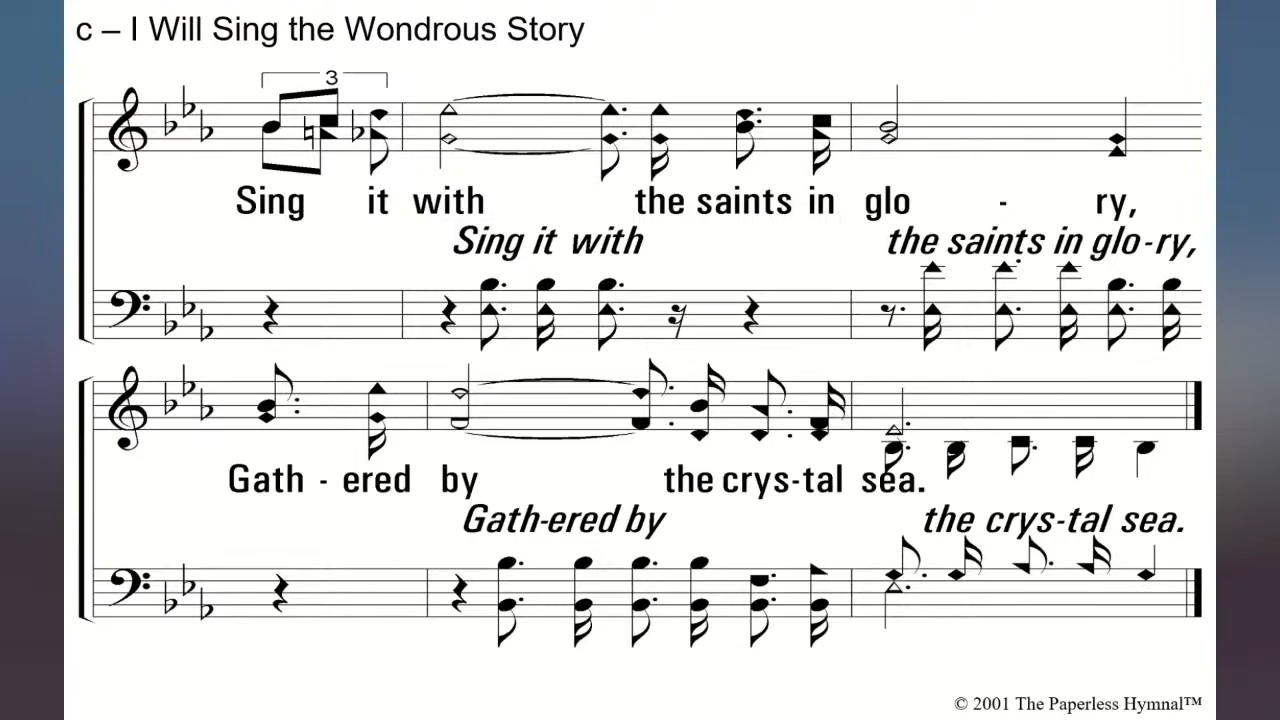 c – I Will Sing the Wondrous Story
3
Sing it with the saints in glo - ry,
Sing it with the saints in glo-ry,
Gath - ered by the crys-tal sea.
Gath-ered by the crys-tal sea.
© 2001 The Paperless Hymnal™